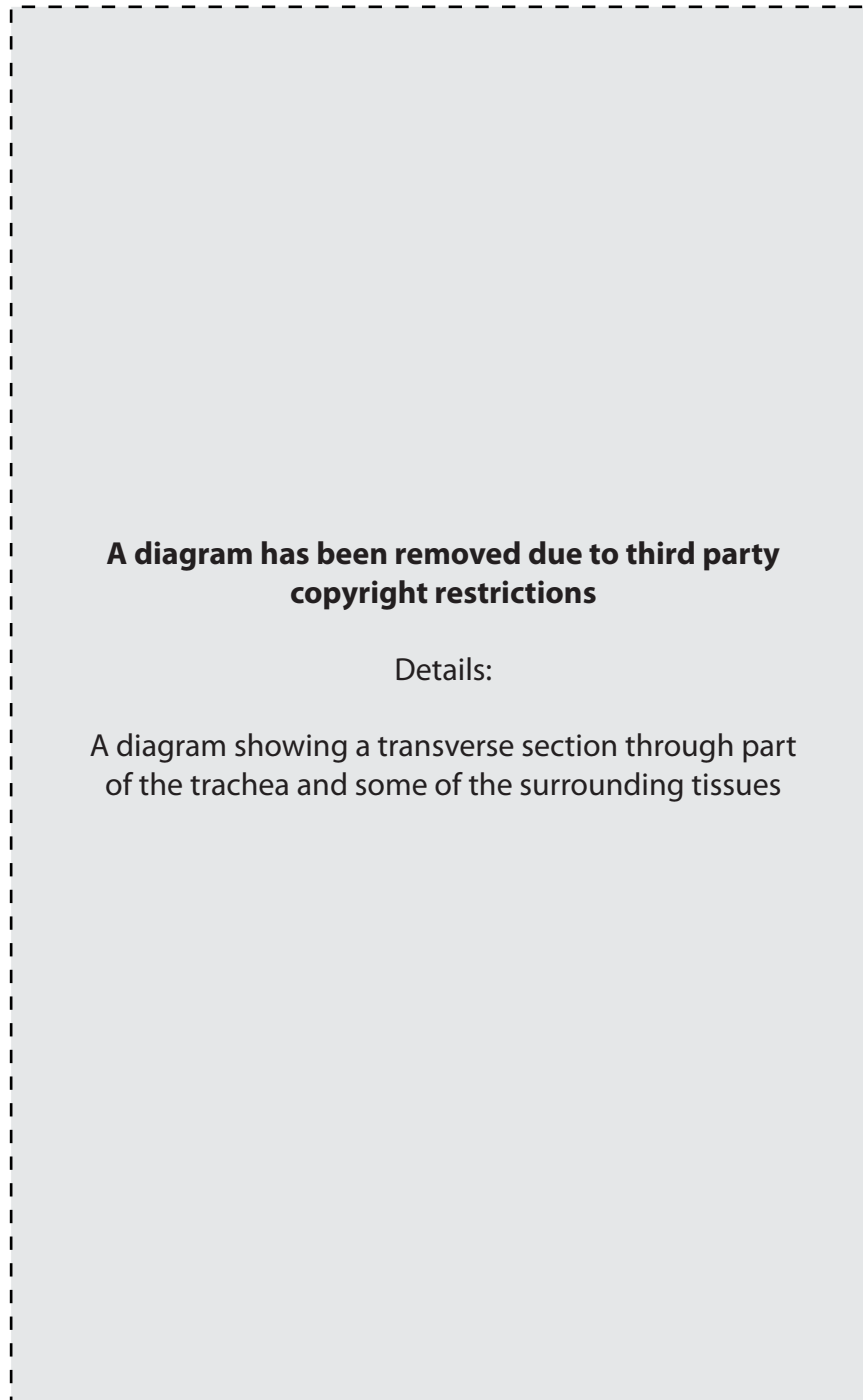 A diagram has been removed due to third party
copyright restrictions
Details:
A diagram showing a transverse section through part
of the trachea and some of the surrounding tissues